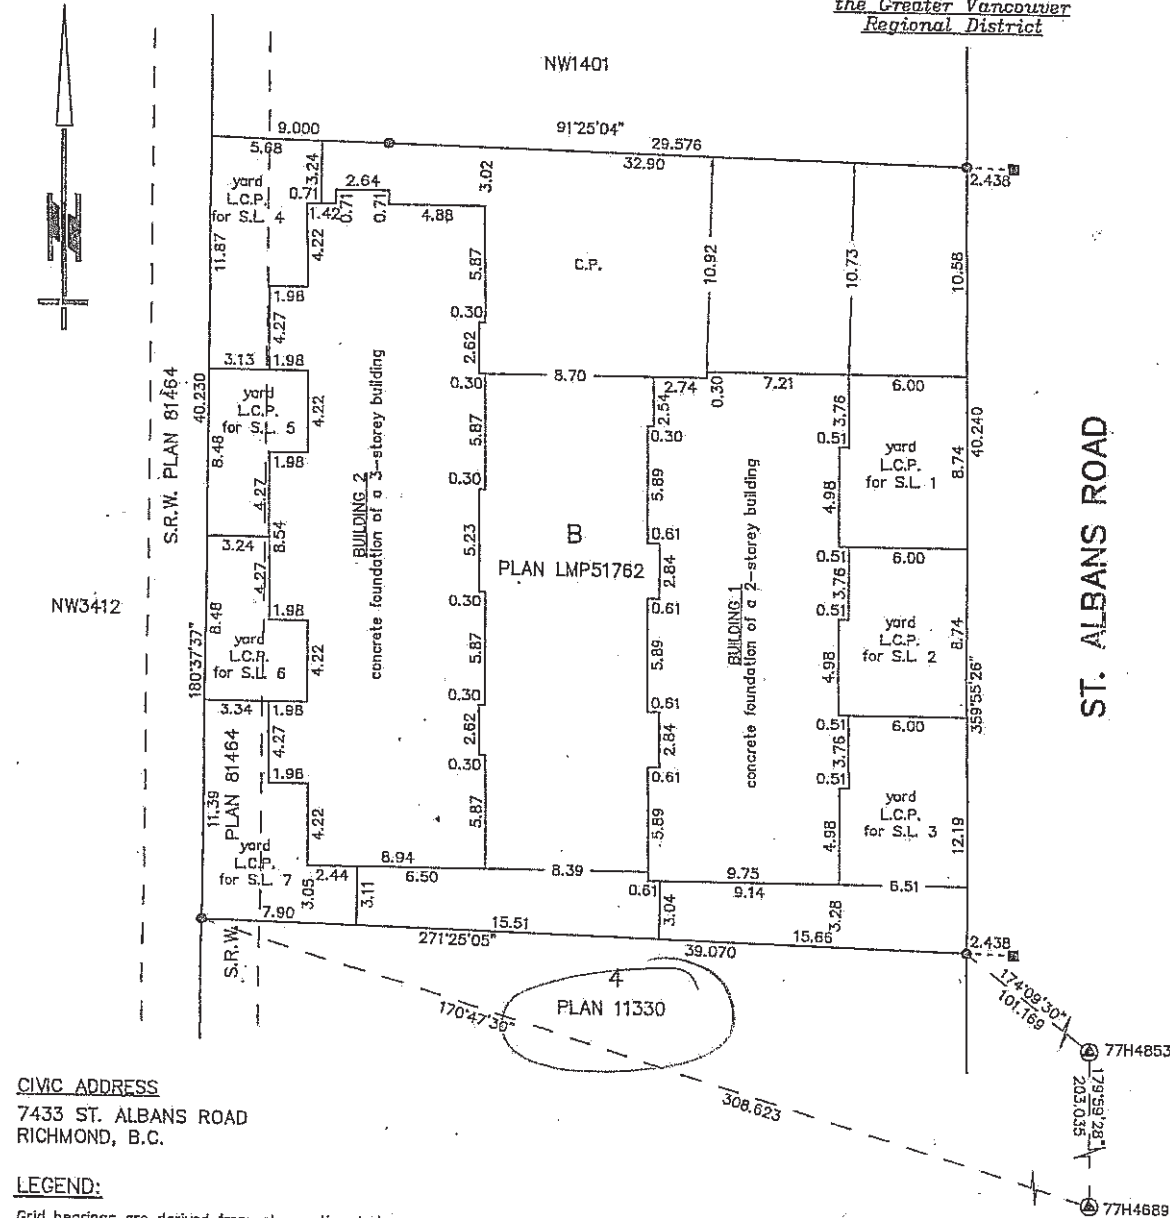 the Greater Vancouver
Regional District
NW1401
9.000
91°25'04"
29.576
5.68
32.90
2.438
yard
L.C.P.
for S.L. 4
3.24
0.71
2.64
1.42
0.71
0.71
4.88
3.02
11.87
4.22
5.87
C.P.
10.92
10.73
10.58
1.98
4.27
0.30
2.62
3.13
1.98
0.30
8.70
2.74
0.30
7.21
6.00
S.R.W. PLAN 81464
40.230
yard
L.C.P.
for S.L. 5
4.22
5.87
2.54
0.30
3.76
0.51
40.240
8.48
1.98
4.27
0.30
5.89
yard
L.C.P.
for S.L. 1
8.74
4.98
BUILDING 2
concrete foundation of a 3-storey building
8.54
5.23
B
PLAN LMP51762
0.61
2.84
0.51
6.00
3.24
4.27
0.30
0.61
3.76
0.51
BUILDING 1
concrete foundation of a 2-storey building
ST. ALBANS ROAD
NW3412
8.48
1.98
yard
L.C.P.
for S.L. 6
4.22
5.87
5.89
4.98
yard
L.C.P.
for S.L. 2
8.74
180°37'37"
359°55'26"
3.34
1.98
0.30
0.61
0.51
6.00
4.27
2.62
2.84
3.76
1.98
0.30
0.61
0.51
11.39
S.R.W. PLAN 81464
4.22
5.87
5.89
4.98
yard
L.C.P.
for S.L. 3
12.19
yard
L.C.P.
for S.L. 7
8.94
2.44
6.50
8.39
9.75
0.61
9.14
6.51
3.05
3.11
3.04
3.28
7.90
15.51
15.66
271°25'05"
39.070
2.438
4
PLAN 11330
170°47'30"
308.623
174°09'30"
101.169
77H4853
179°59'28"
203.035
77H4689
CIVIC ADDRESS
7433 ST. ALBANS ROAD
RICHMOND, B.C.
LEGEND:
Grid bearings are derived from